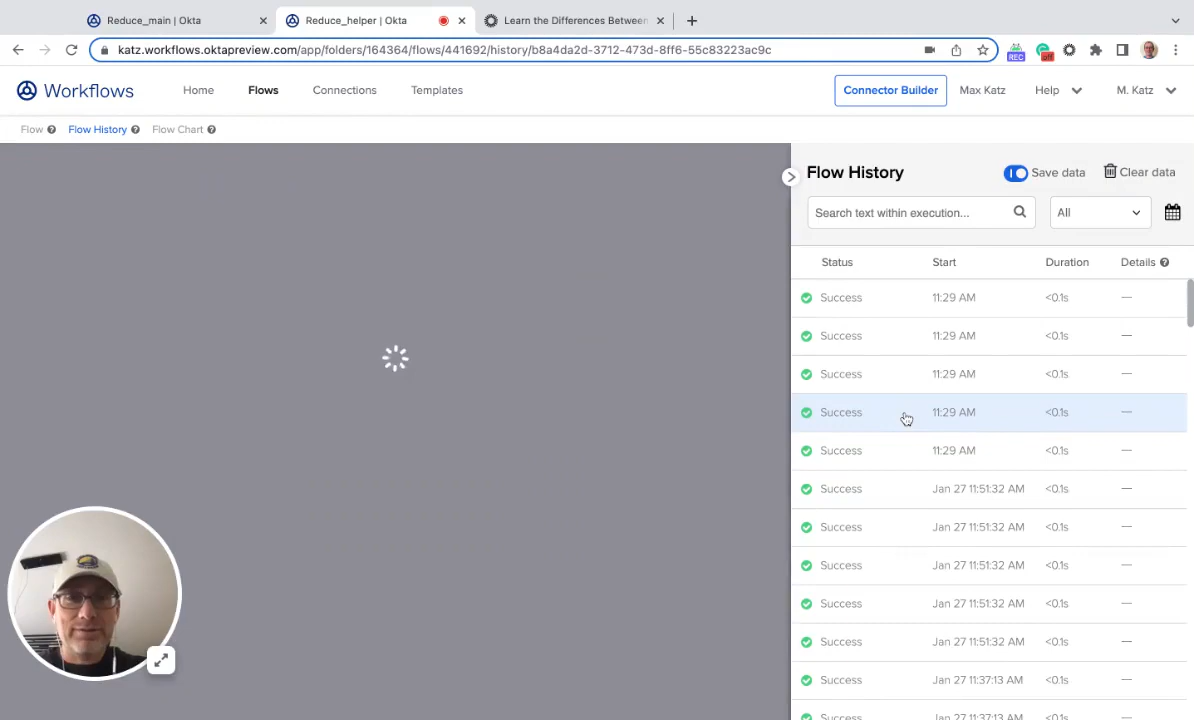 Reduce_main | Okta
Reduce_helper | Okta
Learn the Differences Between
katz.workflows.oktapreview.com/app/folders/164364/flows/441692/history/b8a4da2d-3712-473d-8ff6-55c83223ac9c
REC
off
Workflows
Home
Flows
Connections
Templates
Connector Builder
Max Katz
Help
M. Katz
Flow
Flow History
Flow Chart
Flow History
Save data
Clear data
Search text within execution...
All
Status Start Duration Details
Success 11:29 AM <0.1s —
Success 11:29 AM <0.1s —
Success 11:29 AM <0.1s —
Success 11:29 AM <0.1s —
Success 11:29 AM <0.1s —
Success Jan 27 11:51:32 AM <0.1s —
Success Jan 27 11:51:32 AM <0.1s —
Success Jan 27 11:51:32 AM <0.1s —
Success Jan 27 11:51:32 AM <0.1s —
Success Jan 27 11:51:32 AM <0.1s —
Success Jan 27 11:37:13 AM <0.1s —
Success Jan 27 11:37:13 AM <0.1s —